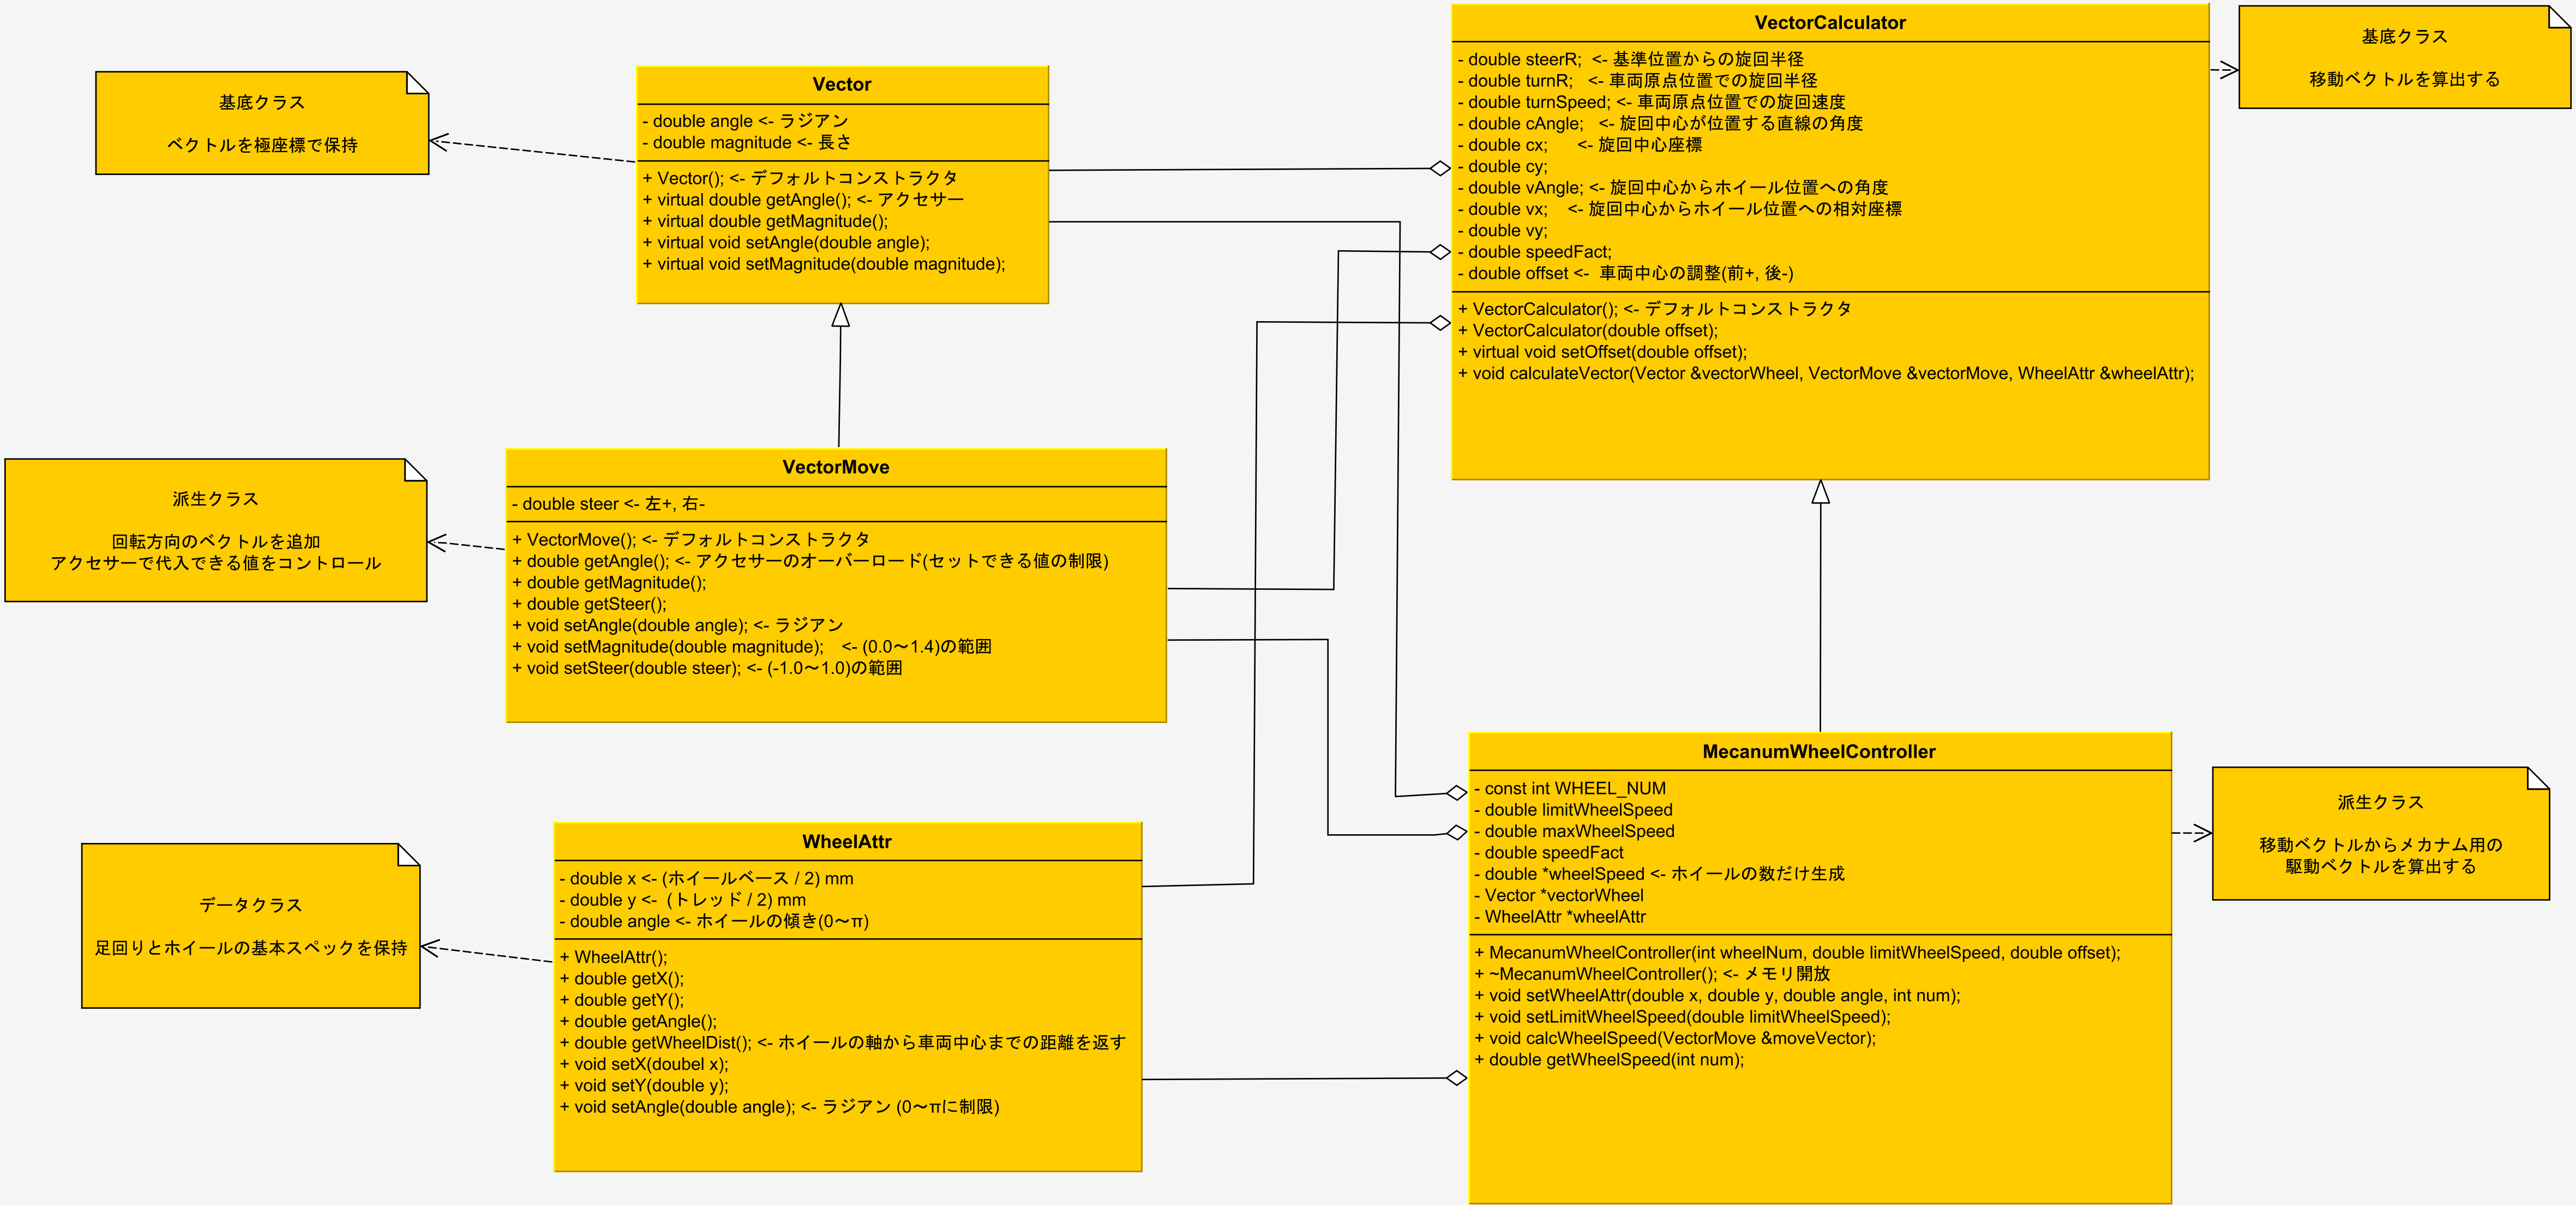 基底クラス
ベクトルを極座標で保持
Vector
- double angle <- ラジアン
- double magnitude <- 長さ
+ Vector(); <- デフォルトコンストラクタ
+ virtual double getAngle(); <- アクセサー
+ virtual double getMagnitude();
+ virtual void setAngle(double angle);
+ virtual void setMagnitude(double magnitude);
VectorCalculator
- double steerR;  <- 基準位置からの旋回半径
- double turnR;   <- 車両原点位置での旋回半径
- double turnSpeed; <- 車両原点位置での旋回速度
- double cAngle;   <- 旋回中心が位置する直線の角度
- double cx;      <- 旋回中心座標
- double cy;
- double vAngle; <- 旋回中心からホイール位置への角度
- double vx;    <- 旋回中心からホイール位置への相対座標
- double vy;
- double speedFact;
- double offset <-  車両中心の調整(前+, 後-)
+ VectorCalculator(); <- デフォルトコンストラクタ
+ VectorCalculator(double offset);
+ virtual void setOffset(double offset);
+ void calculateVector(Vector &vectorWheel, VectorMove &vectorMove, WheelAttr &wheelAttr);
基底クラス
移動ベクトルを算出する
派生クラス
回転方向のベクトルを追加
アクセサーで代入できる値をコントロール
VectorMove
- double steer <- 左+, 右-
+ VectorMove(); <- デフォルトコンストラクタ
+ double getAngle(); <- アクセサーのオーバーロード(セットできる値の制限)
+ double getMagnitude();
+ double getSteer();
+ void setAngle(double angle); <- ラジアン
+ void setMagnitude(double magnitude);   <- (0.0〜1.4)の範囲
+ void setSteer(double steer); <- (-1.0〜1.0)の範囲
データクラス
足回りとホイールの基本スペックを保持
WheelAttr
- double x <- (ホイールベース / 2) mm
- double y <-  (トレッド / 2) mm
- double angle <- ホイールの傾き(0〜π)
+ WheelAttr();
+ double getX();
+ double getY();
+ double getAngle();
+ double getWheelDist(); <- ホイールの軸から車両中心までの距離を返す
+ void setX(doubel x);
+ void setY(double y);
+ void setAngle(double angle); <- ラジアン (0〜πに制限)
MecanumWheelController
- const int WHEEL_NUM
- double limitWheelSpeed
- double maxWheelSpeed
- double speedFact
- double *wheelSpeed <- ホイールの数だけ生成
- Vector *vectorWheel
- WheelAttr *wheelAttr
+ MecanumWheelController(int wheelNum, double limitWheelSpeed, double offset);
+ ~MecanumWheelController(); <- メモリ開放
+ void setWheelAttr(double x, double y, double angle, int num);
+ void setLimitWheelSpeed(double limitWheelSpeed);
+ void calcWheelSpeed(VectorMove &moveVector);
+ double getWheelSpeed(int num);
派生クラス
移動ベクトルからメカナム用の
駆動ベクトルを算出する